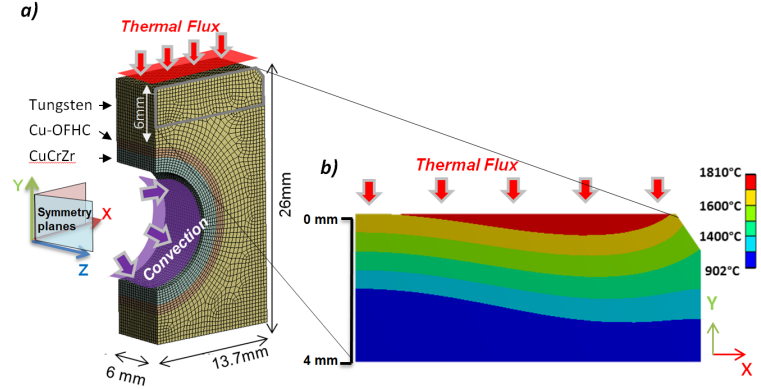 a)
Thermal Flux
Tungsten
Cu-OFHC
CuCrZr
6mm
26mm
Y
Symmetry
planes
X
Z
Convection
6 mm
13.7mm
b)
Thermal Flux
0 mm
4 mm
1810°C
1600°C
1400°C
902°C
Y
X